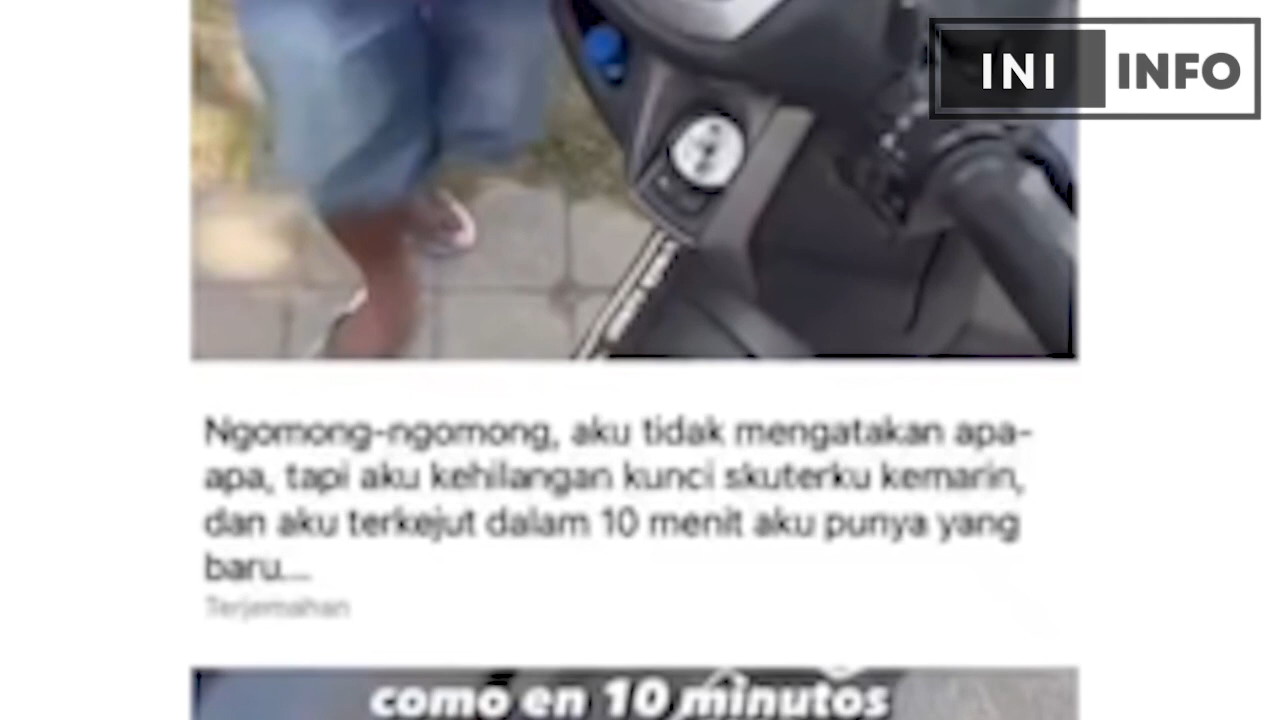 INI INFO
Ngomong-ngomong, aku tidak mengatakan apa-
apa, tapi aku kehilangan kunci skuterku kemarin,
dan aku terkejut dalam 10 menit aku punya yang
baru....
Terjemahan
como en 10 minutos